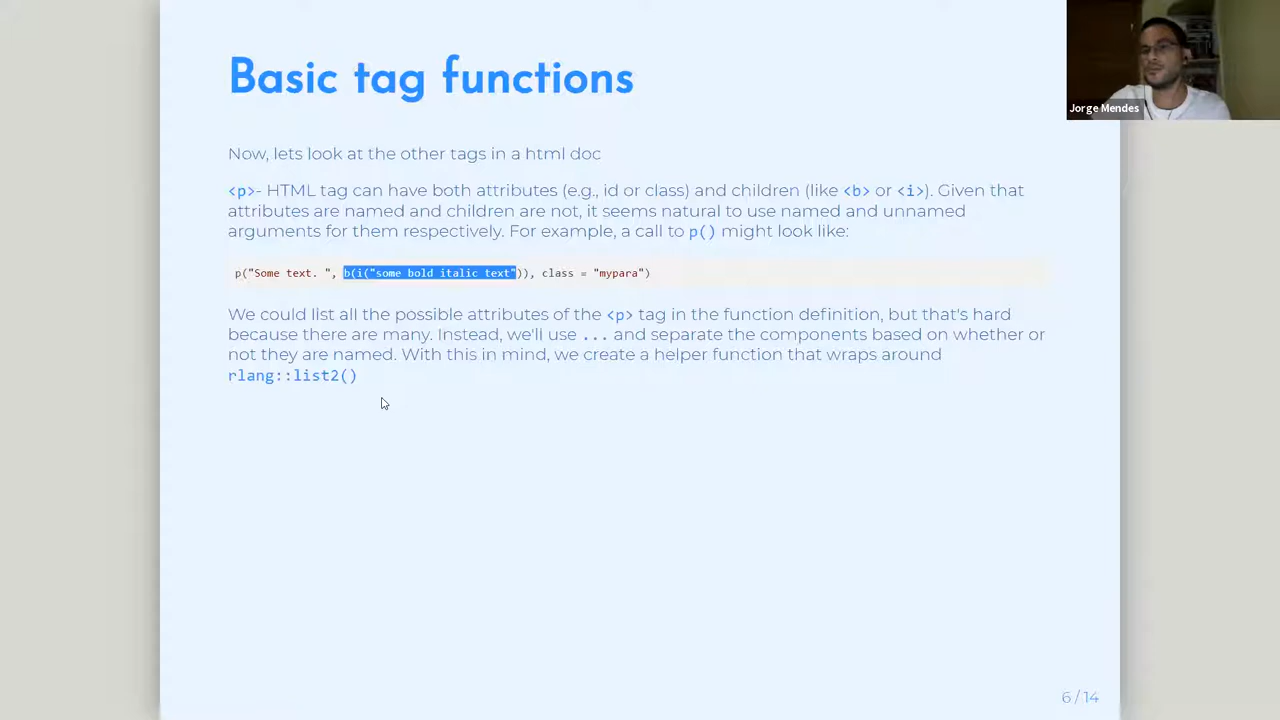 Basic tag functions
Jorge Mendes
Now, lets look at the other tags in a html doc
<p>- HTML tag can have both attributes (e.g., id or class) and children (like <b> or <i>). Given that
attributes are named and children are not, it seems natural to use named and unnamed
arguments for them respectively. For example, a call to p() might look like:
p("Some text. ", b(i("some bold italic text")), class = "mypara")
We could list all the possible attributes of the <p> tag in the function definition, but that's hard
because there are many. Instead, we'll use ... and separate the components based on whether or
not they are named. With this in mind, we create a helper function that wraps around
rlang::list2()
6 / 14